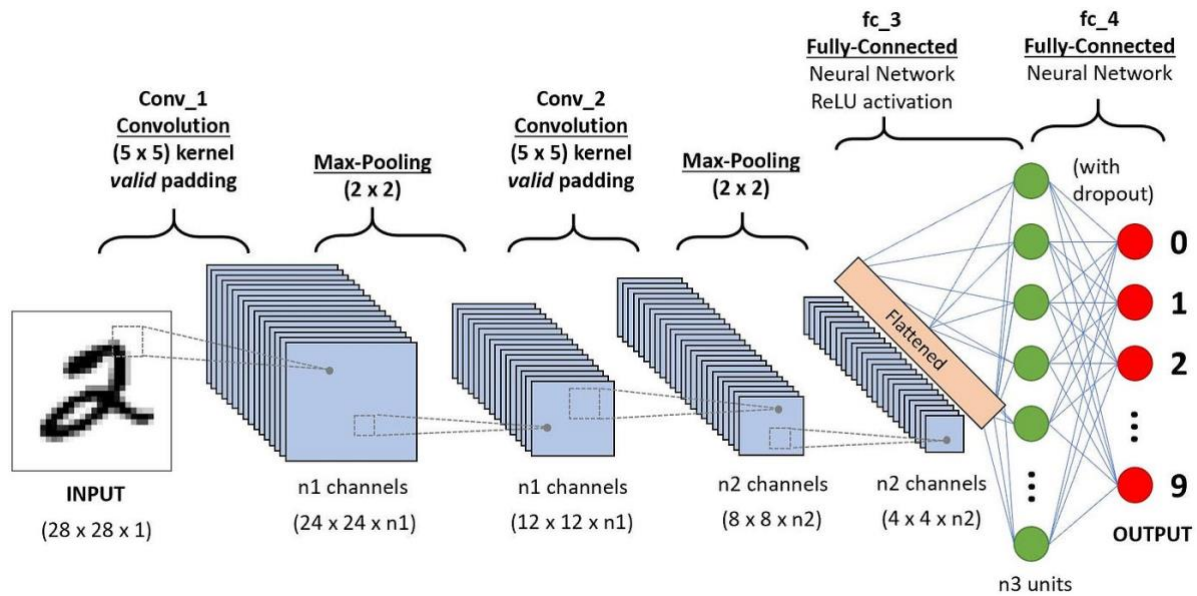 Conv_1
Convolution
(5 x 5) kernel
valid padding
Max-Pooling
(2 x 2)
Conv_2
Convolution
(5 x 5) kernel
valid padding
Max-Pooling
(2 x 2)
fc_3
Fully-Connected
Neural Network
ReLU activation
fc_4
Fully-Connected
Neural Network
(with
dropout)
2
INPUT
(28 x 28 x 1)
n1 channels
(24 x 24 x n1)
n1 channels
(12 x 12 x n1)
n2 channels
(8 x 8 x n2)
n2 channels
(4 x 4 x n2)
Flattened
n3 units
0
1
2
9
OUTPUT